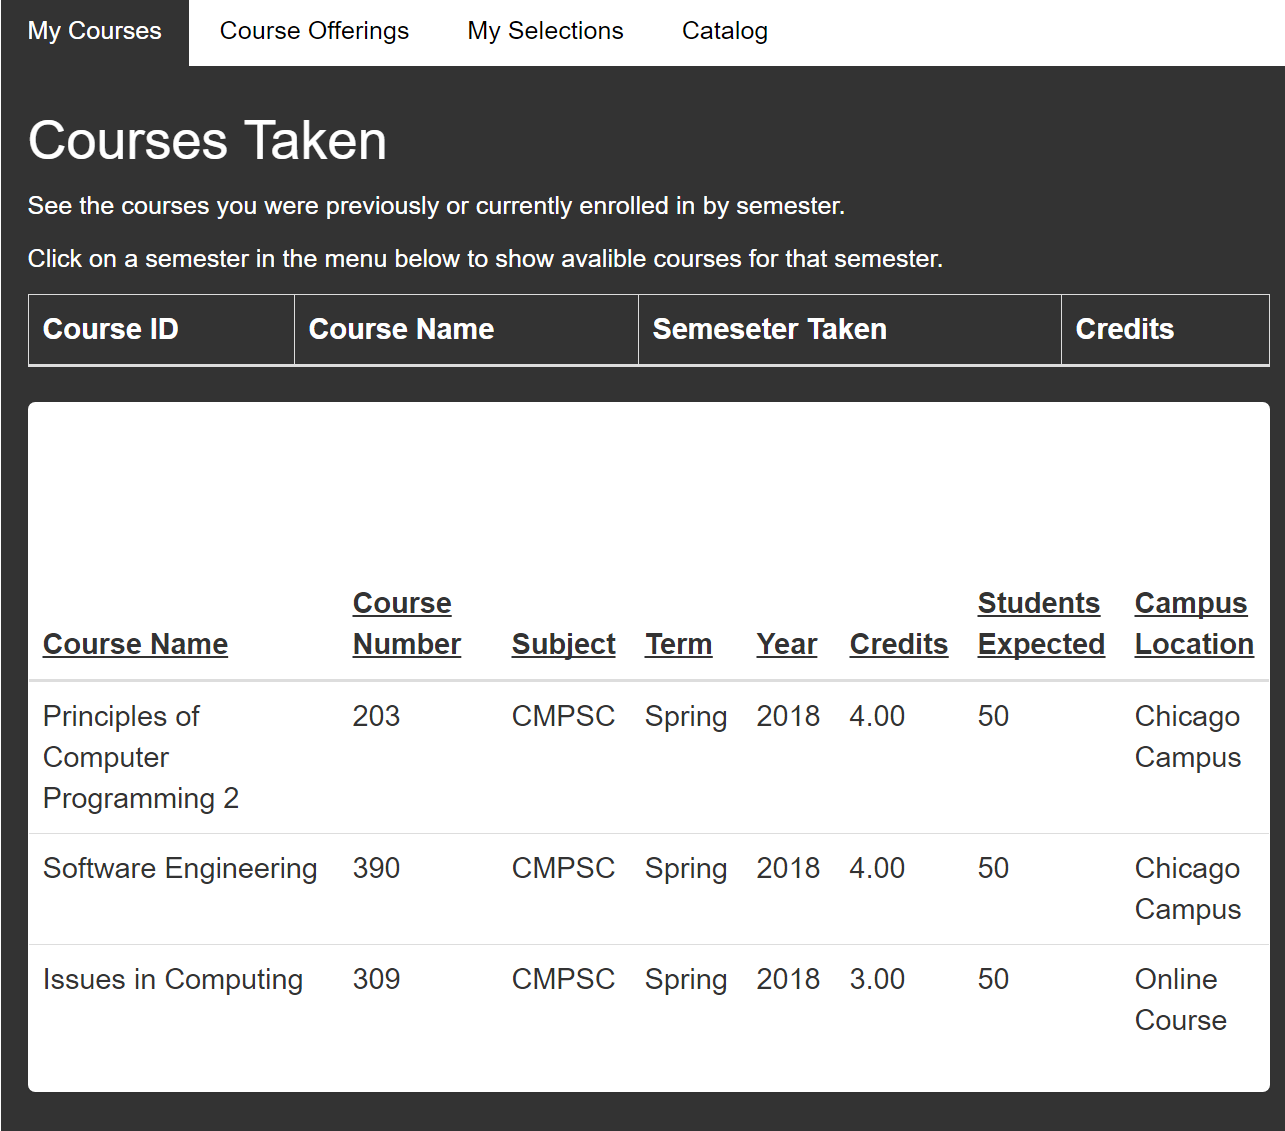 My Courses Course Offerings My Selections Catalog
Courses Taken
See the courses you were previously or currently enrolled in by semester.
Click on a semester in the menu below to show avalible courses for that semester.
Course ID Course Name Semeseter Taken Credits
Course Students Campus
Course Name Number Subject Term Year Credits Expected Location
Principles of 203 CMPSC Spring 2018 4.00 50 Chicago
Computer Campus
Programming 2
Software Engineering 390 CMPSC Spring 2018 4.00 50 Chicago
Campus
Issues in Computing 309 CMPSC Spring 2018 3.00 50 Online
Course